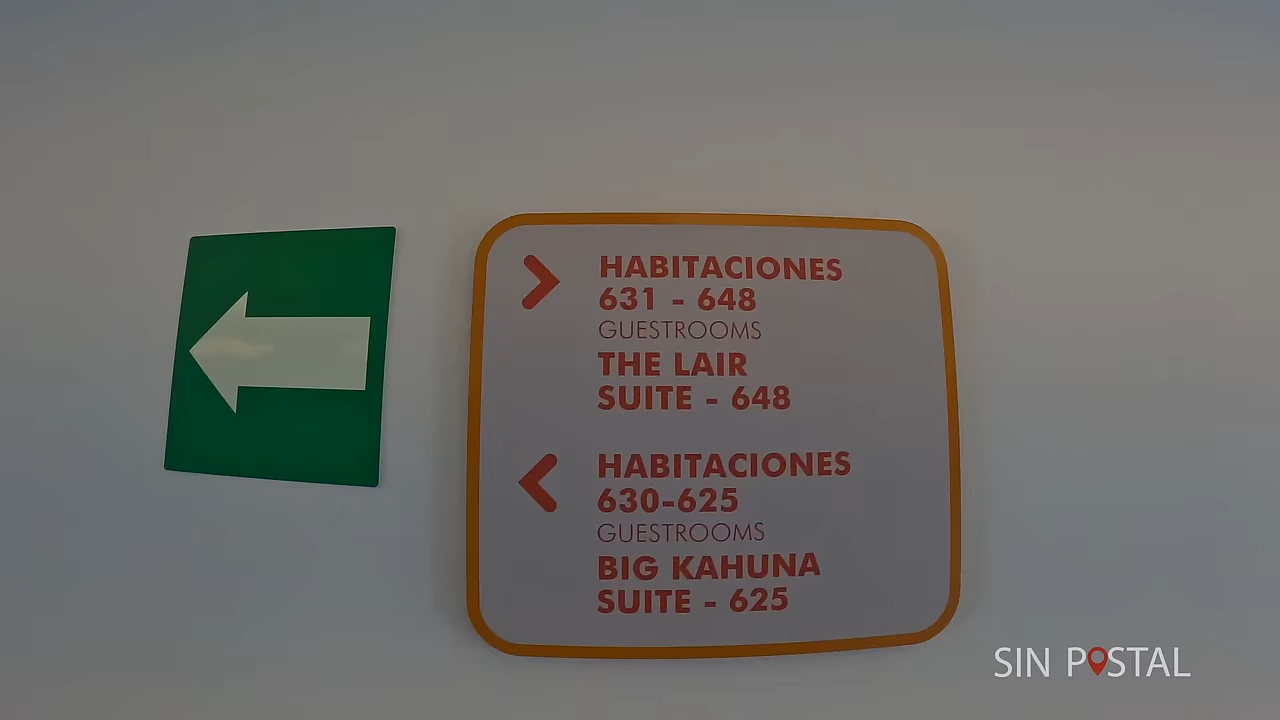 HABITACIONES
631 - 648
GUESTROOMS
THE LAIR
SUITE - 648
HABITACIONES
630-625
GUESTROOMS
BIG KAHUNA
SUITE - 625
SIN POSTAL